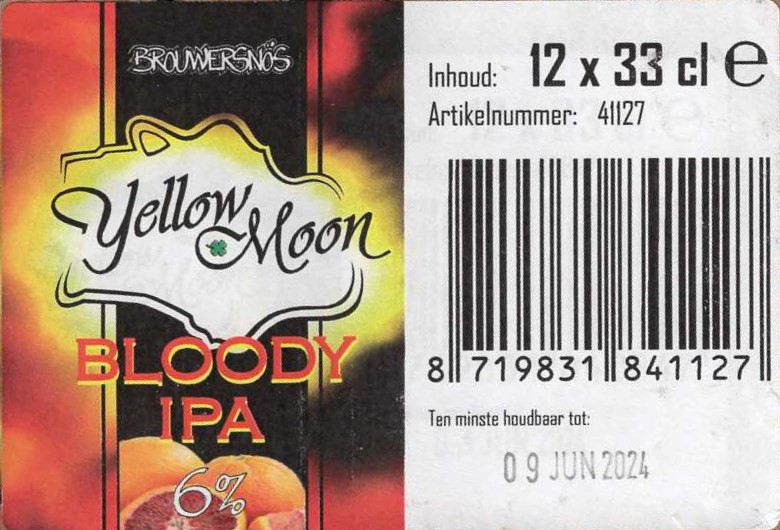 BROUWERSNÖS
Yellow Moon
BLOODY
IPA
6%
Inhoud: 12 x 33 cl ℮
Artikelnummer: 41127
8 719831 841127
Ten minste houdbaar tot:
09 JUN 2024